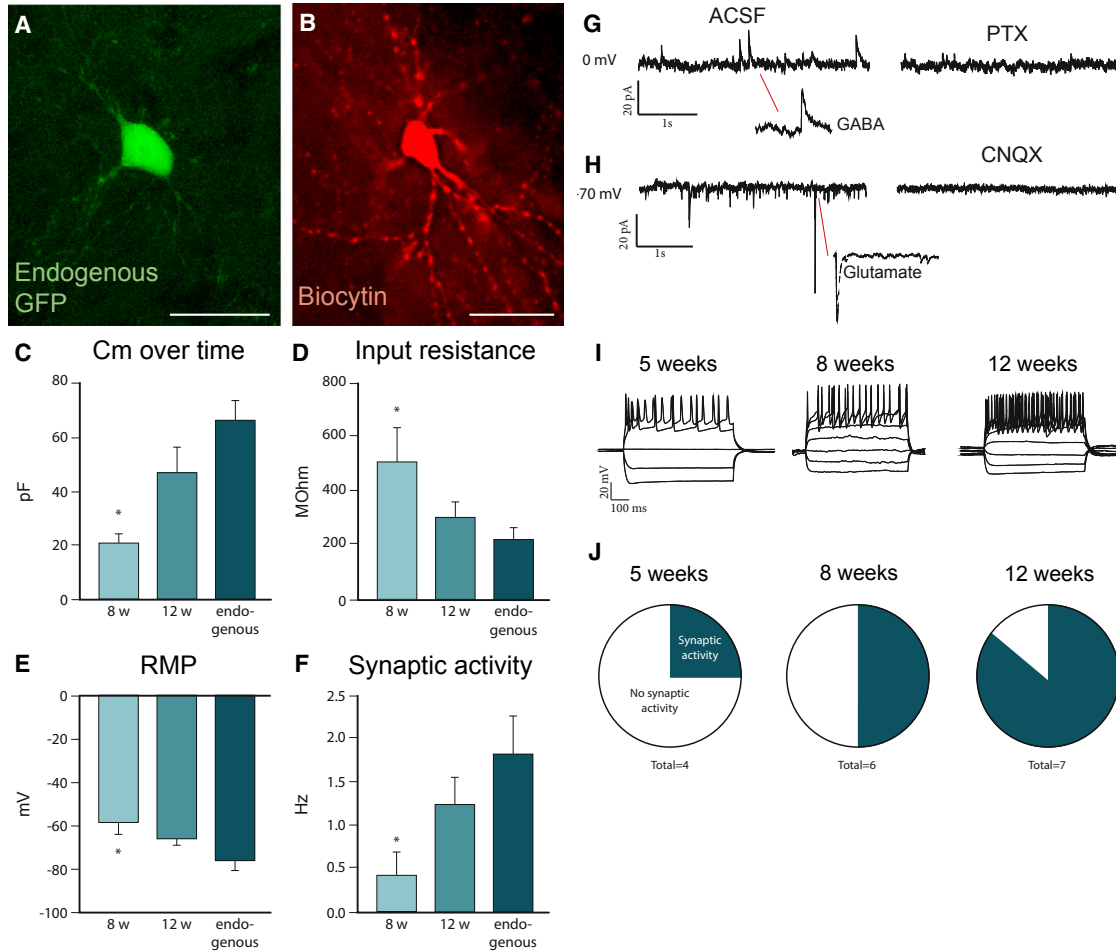 A
Endogenous
GFP
B
Biocytin
C
Cm over time
80
60
40
20
0
pF
*
8 w
12 w
endo-
genous
D
Input resistance
800
600
400
200
0
MOhm
*
8 w
12 w
endo-
genous
E
RMP
0
-20
-40
-60
-80
-100
mV
*
8 w
12 w
endo-
genous
F
Synaptic activity
2.5
2.0
1.5
1.0
0.5
0.0
Hz
*
8 w
12 w
endo-
genous
G
ACSF
PTX
0 mV
20 pA
1s
GABA
H
CNQX
-70 mV
20 pA
1s
Glutamate
I
5 weeks
8 weeks
12 weeks
20 mV
100 ms
J
5 weeks
8 weeks
12 weeks
Synaptic
activity
No synaptic
activity
Total=4
Total=6
Total=7